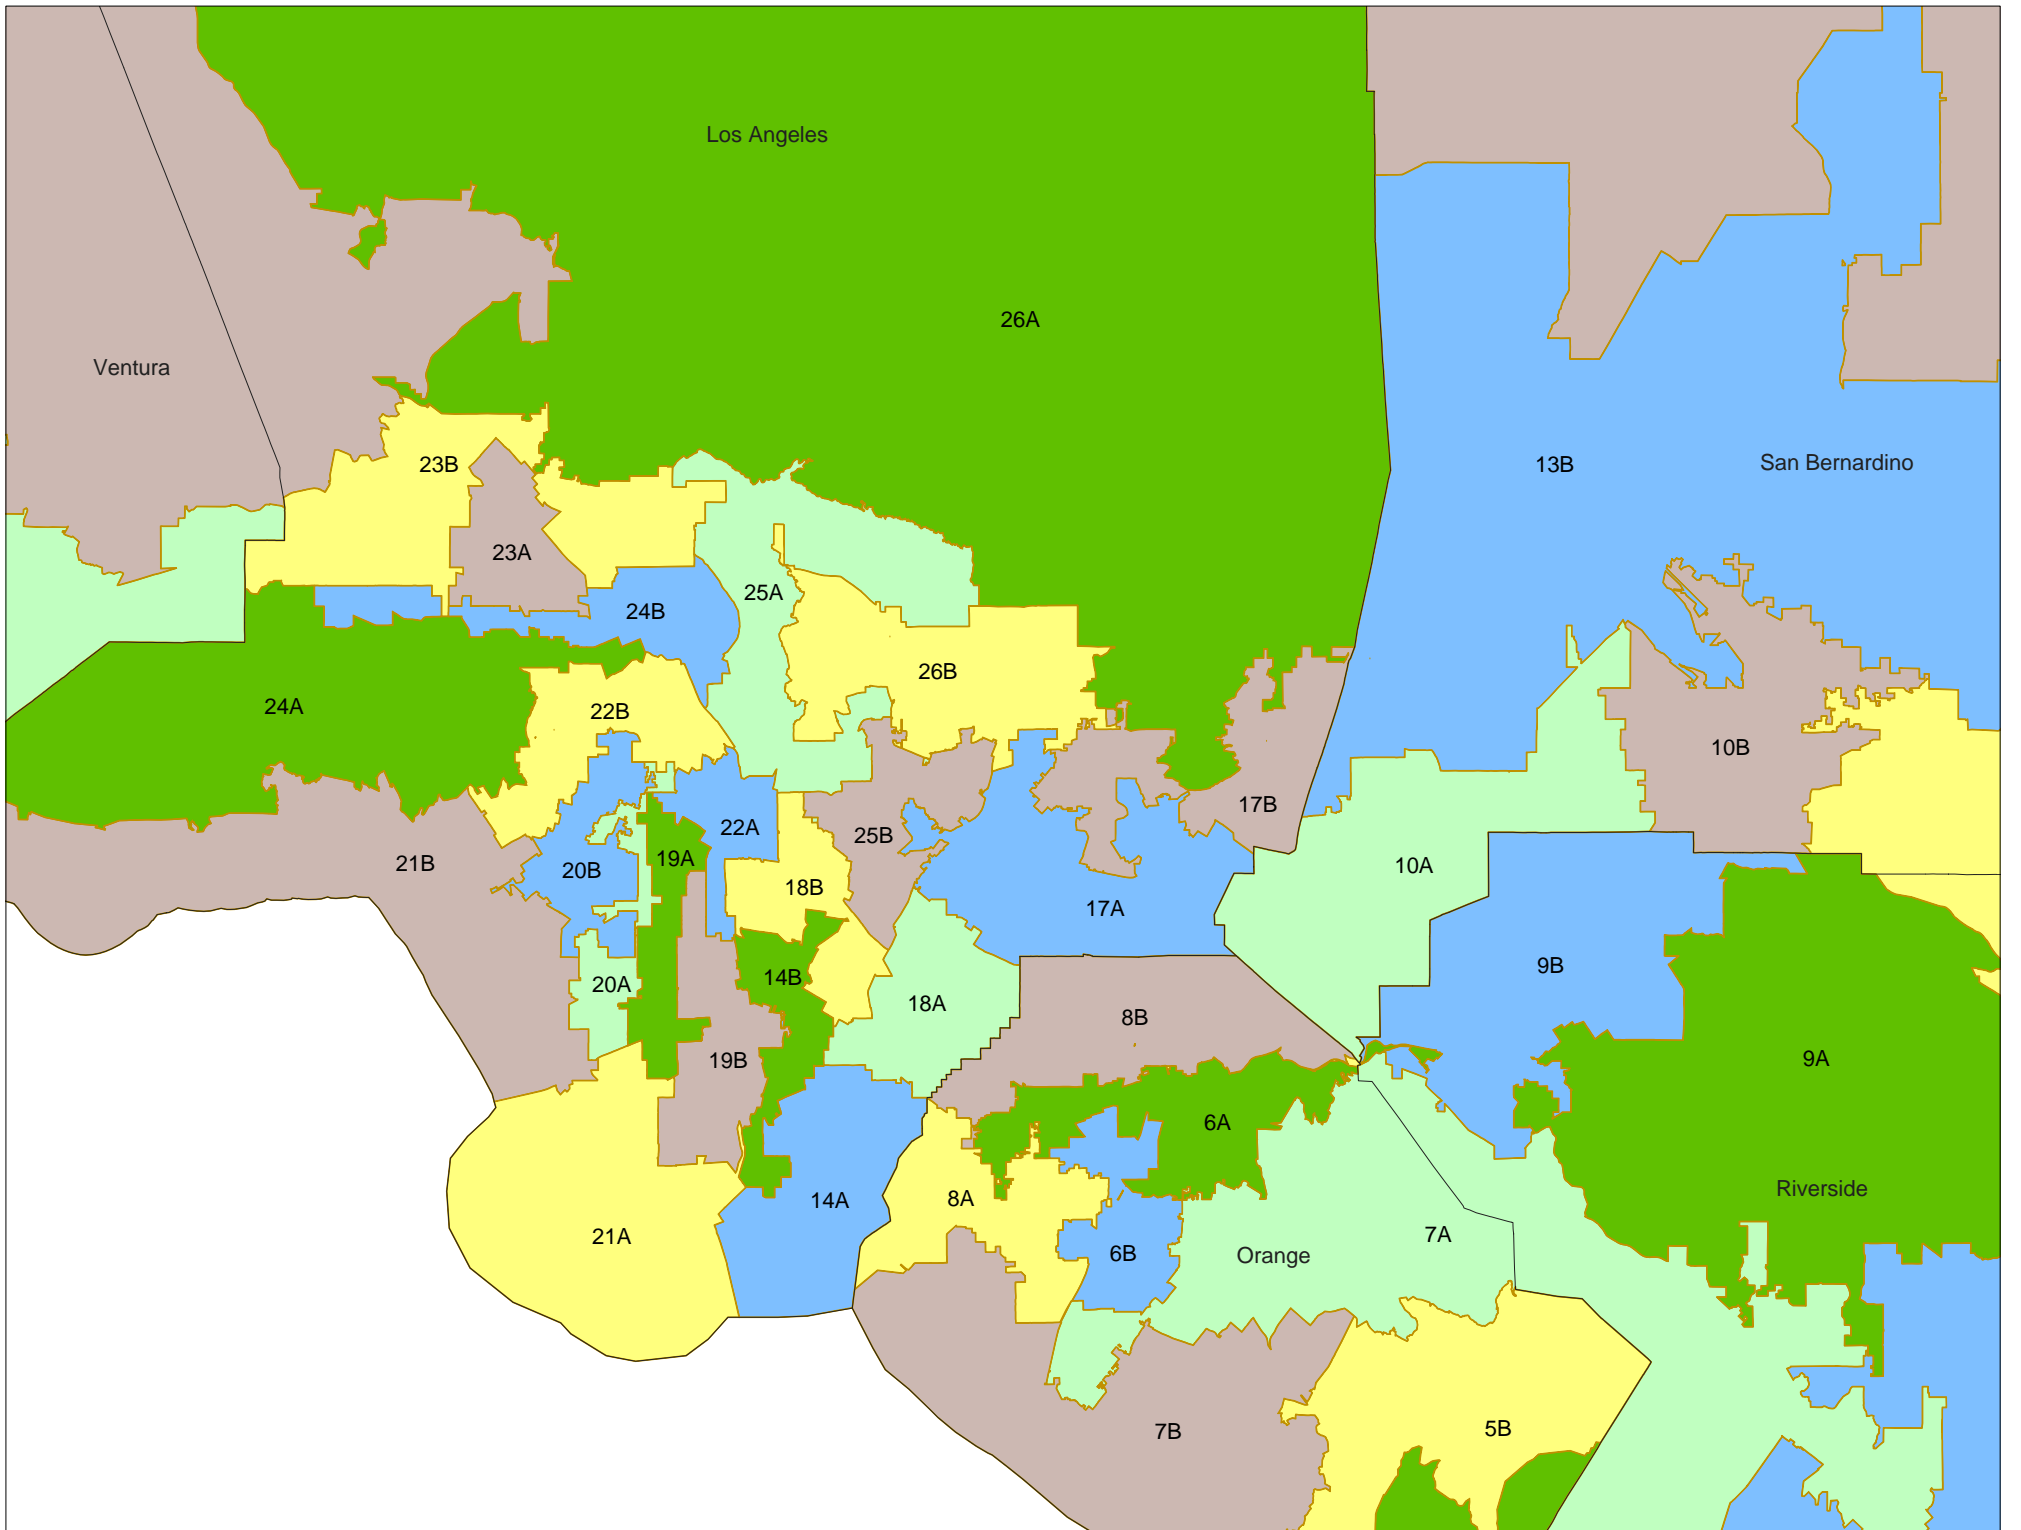 Los Angeles
26A
Ventura
23B
13B
San Bernardino
23A
25A
24B
26B
24A
22B
10B
17B
22A
25B
19A
21B
20B
10A
18B
17A
9B
14B
20A
18A
8B
19B
9A
6A
Riverside
8A
14A
21A
7A
6B
Orange
7B
5B